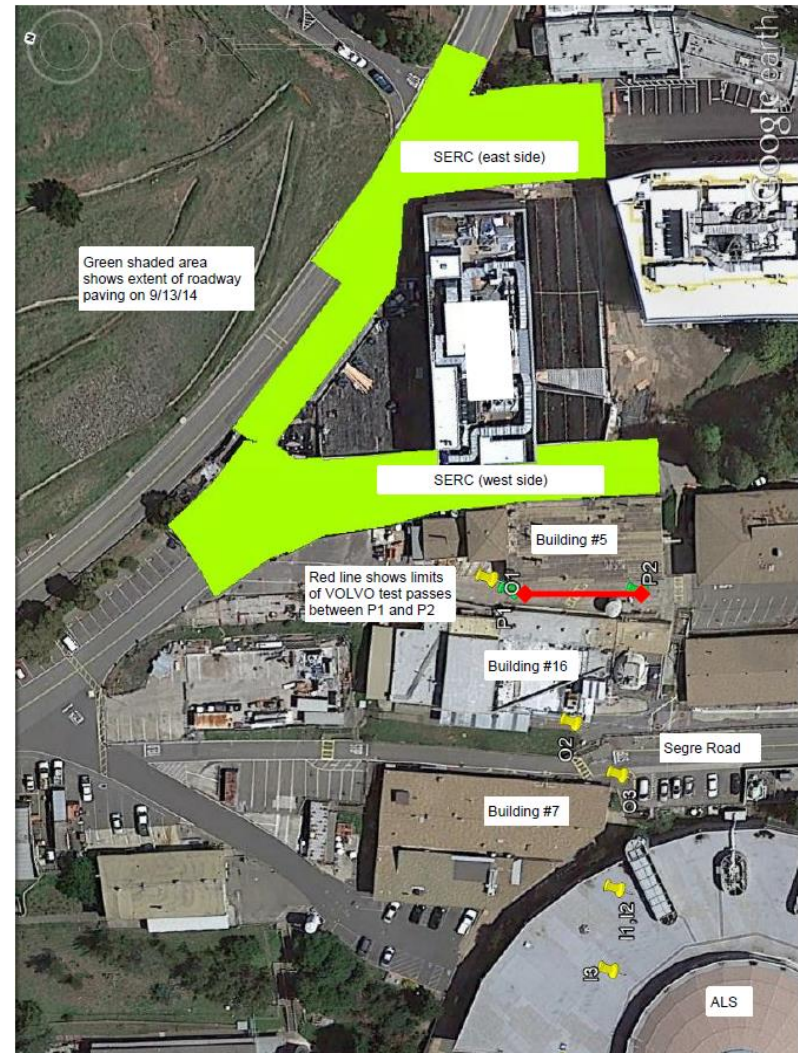 N
Google earth
SERC (east side)
Green shaded area
shows extent of roadway
paving on 9/13/14
SERC (west side)
Building #5
Red line shows limits
of VOLVO test passes
between P1 and P2
O1
P1
P2
Building #16
O2
Segre Road
O3
Building #7
I1,I2
I3
ALS